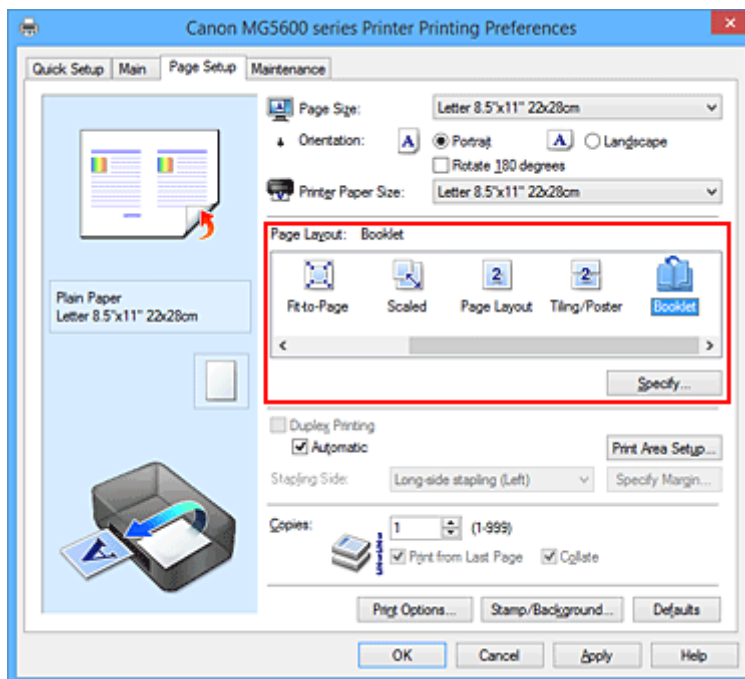 Canon MG5600 series Printer Printing Preferences
Quick Setup Main Page Setup Maintenance
Page Size: Letter 8.5"x11" 22x28cm
Orientation: A Portrait A Landscape
Rotate 180 degrees
Printer Paper Size: Letter 8.5"x11" 22x28cm
Page Layout: Booklet
Fit-to-Page Scaled Page Layout Tiling/Poster Booklet
Specify...
Plain Paper
Letter 8.5"x11" 22x28cm
Duplex Printing
Automatic Print Area Setup...
Stapling Side: Long-side stapling (Left) Specify Margin...
Copies: 1 (1-999)
Print from Last Page Collate
Print Options... Stamp/Background... Defaults
OK Cancel Apply Help